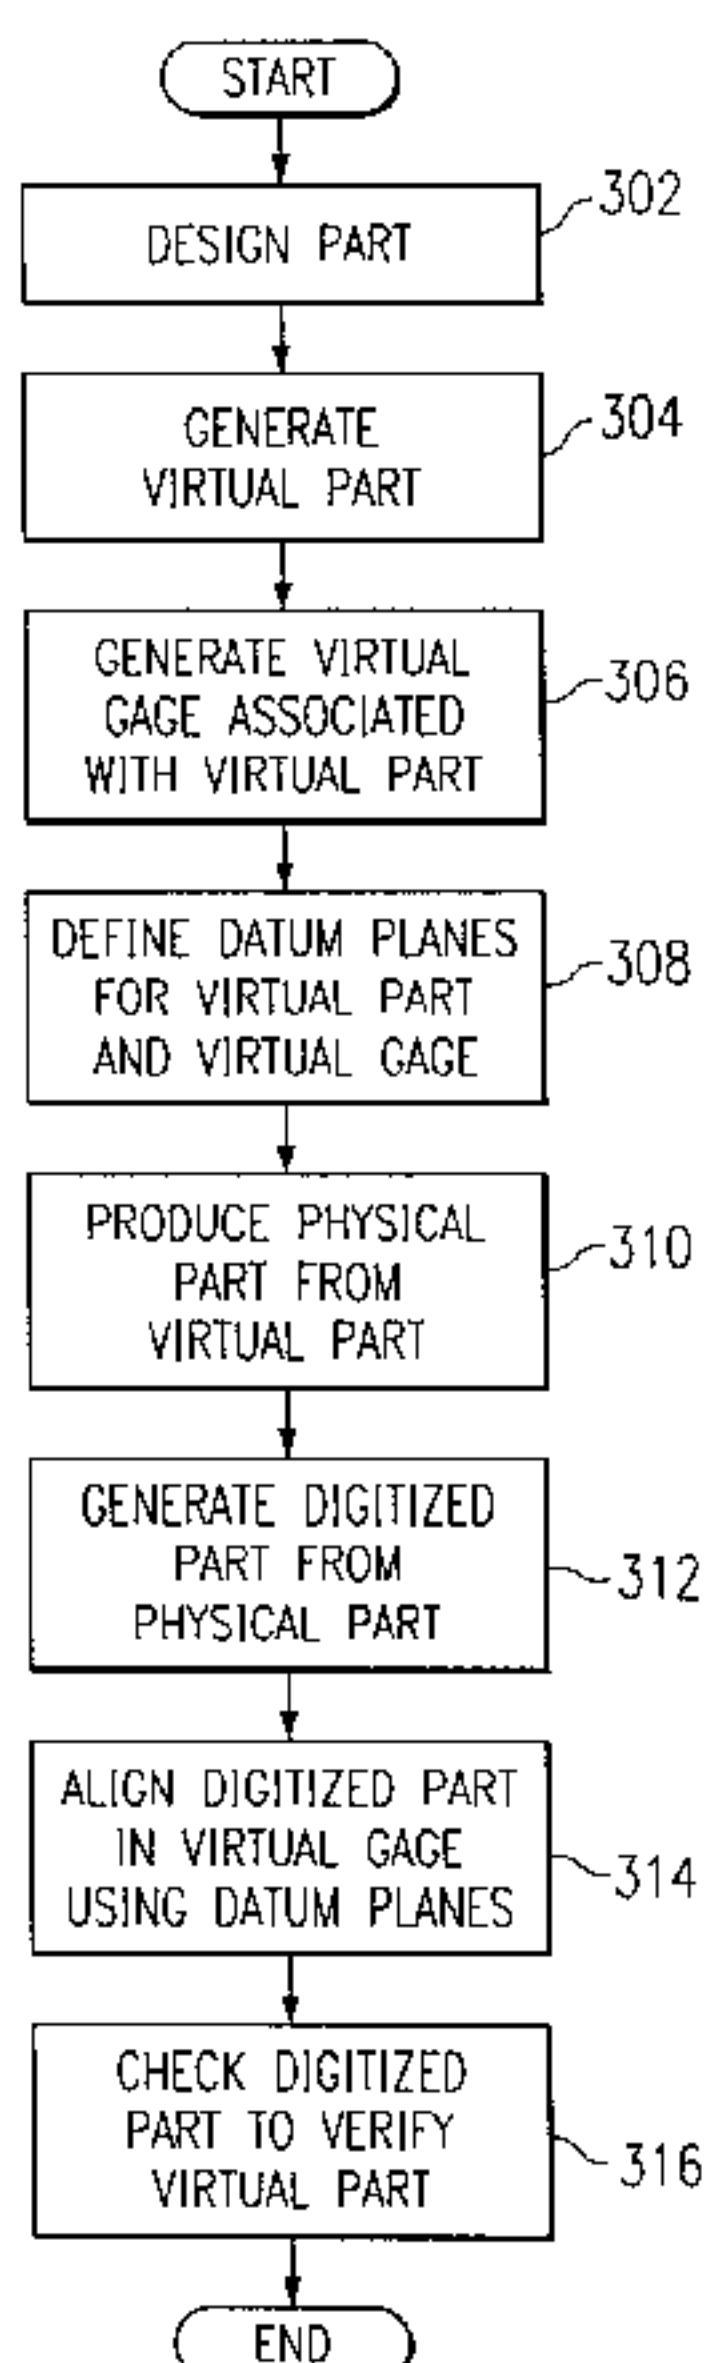 START
DESIGN PART
302
GENERATE
VIRTUAL PART
304
GENERATE VIRTUAL
GAGE ASSOCIATED
WITH VIRTUAL PART
306
DEFINE DATUM PLANES
FOR VIRTUAL PART
AND VIRTUAL GAGE
308
PRODUCE PHYSICAL
PART FROM
VIRTUAL PART
310
GENERATE DIGITIZED
PART FROM
PHYSICAL PART
312
ALIGN DIGITIZED PART
IN VIRTUAL GAGE
USING DATUM PLANES
314
CHECK DIGITIZED
PART TO VERIFY
VIRTUAL PART
316
END